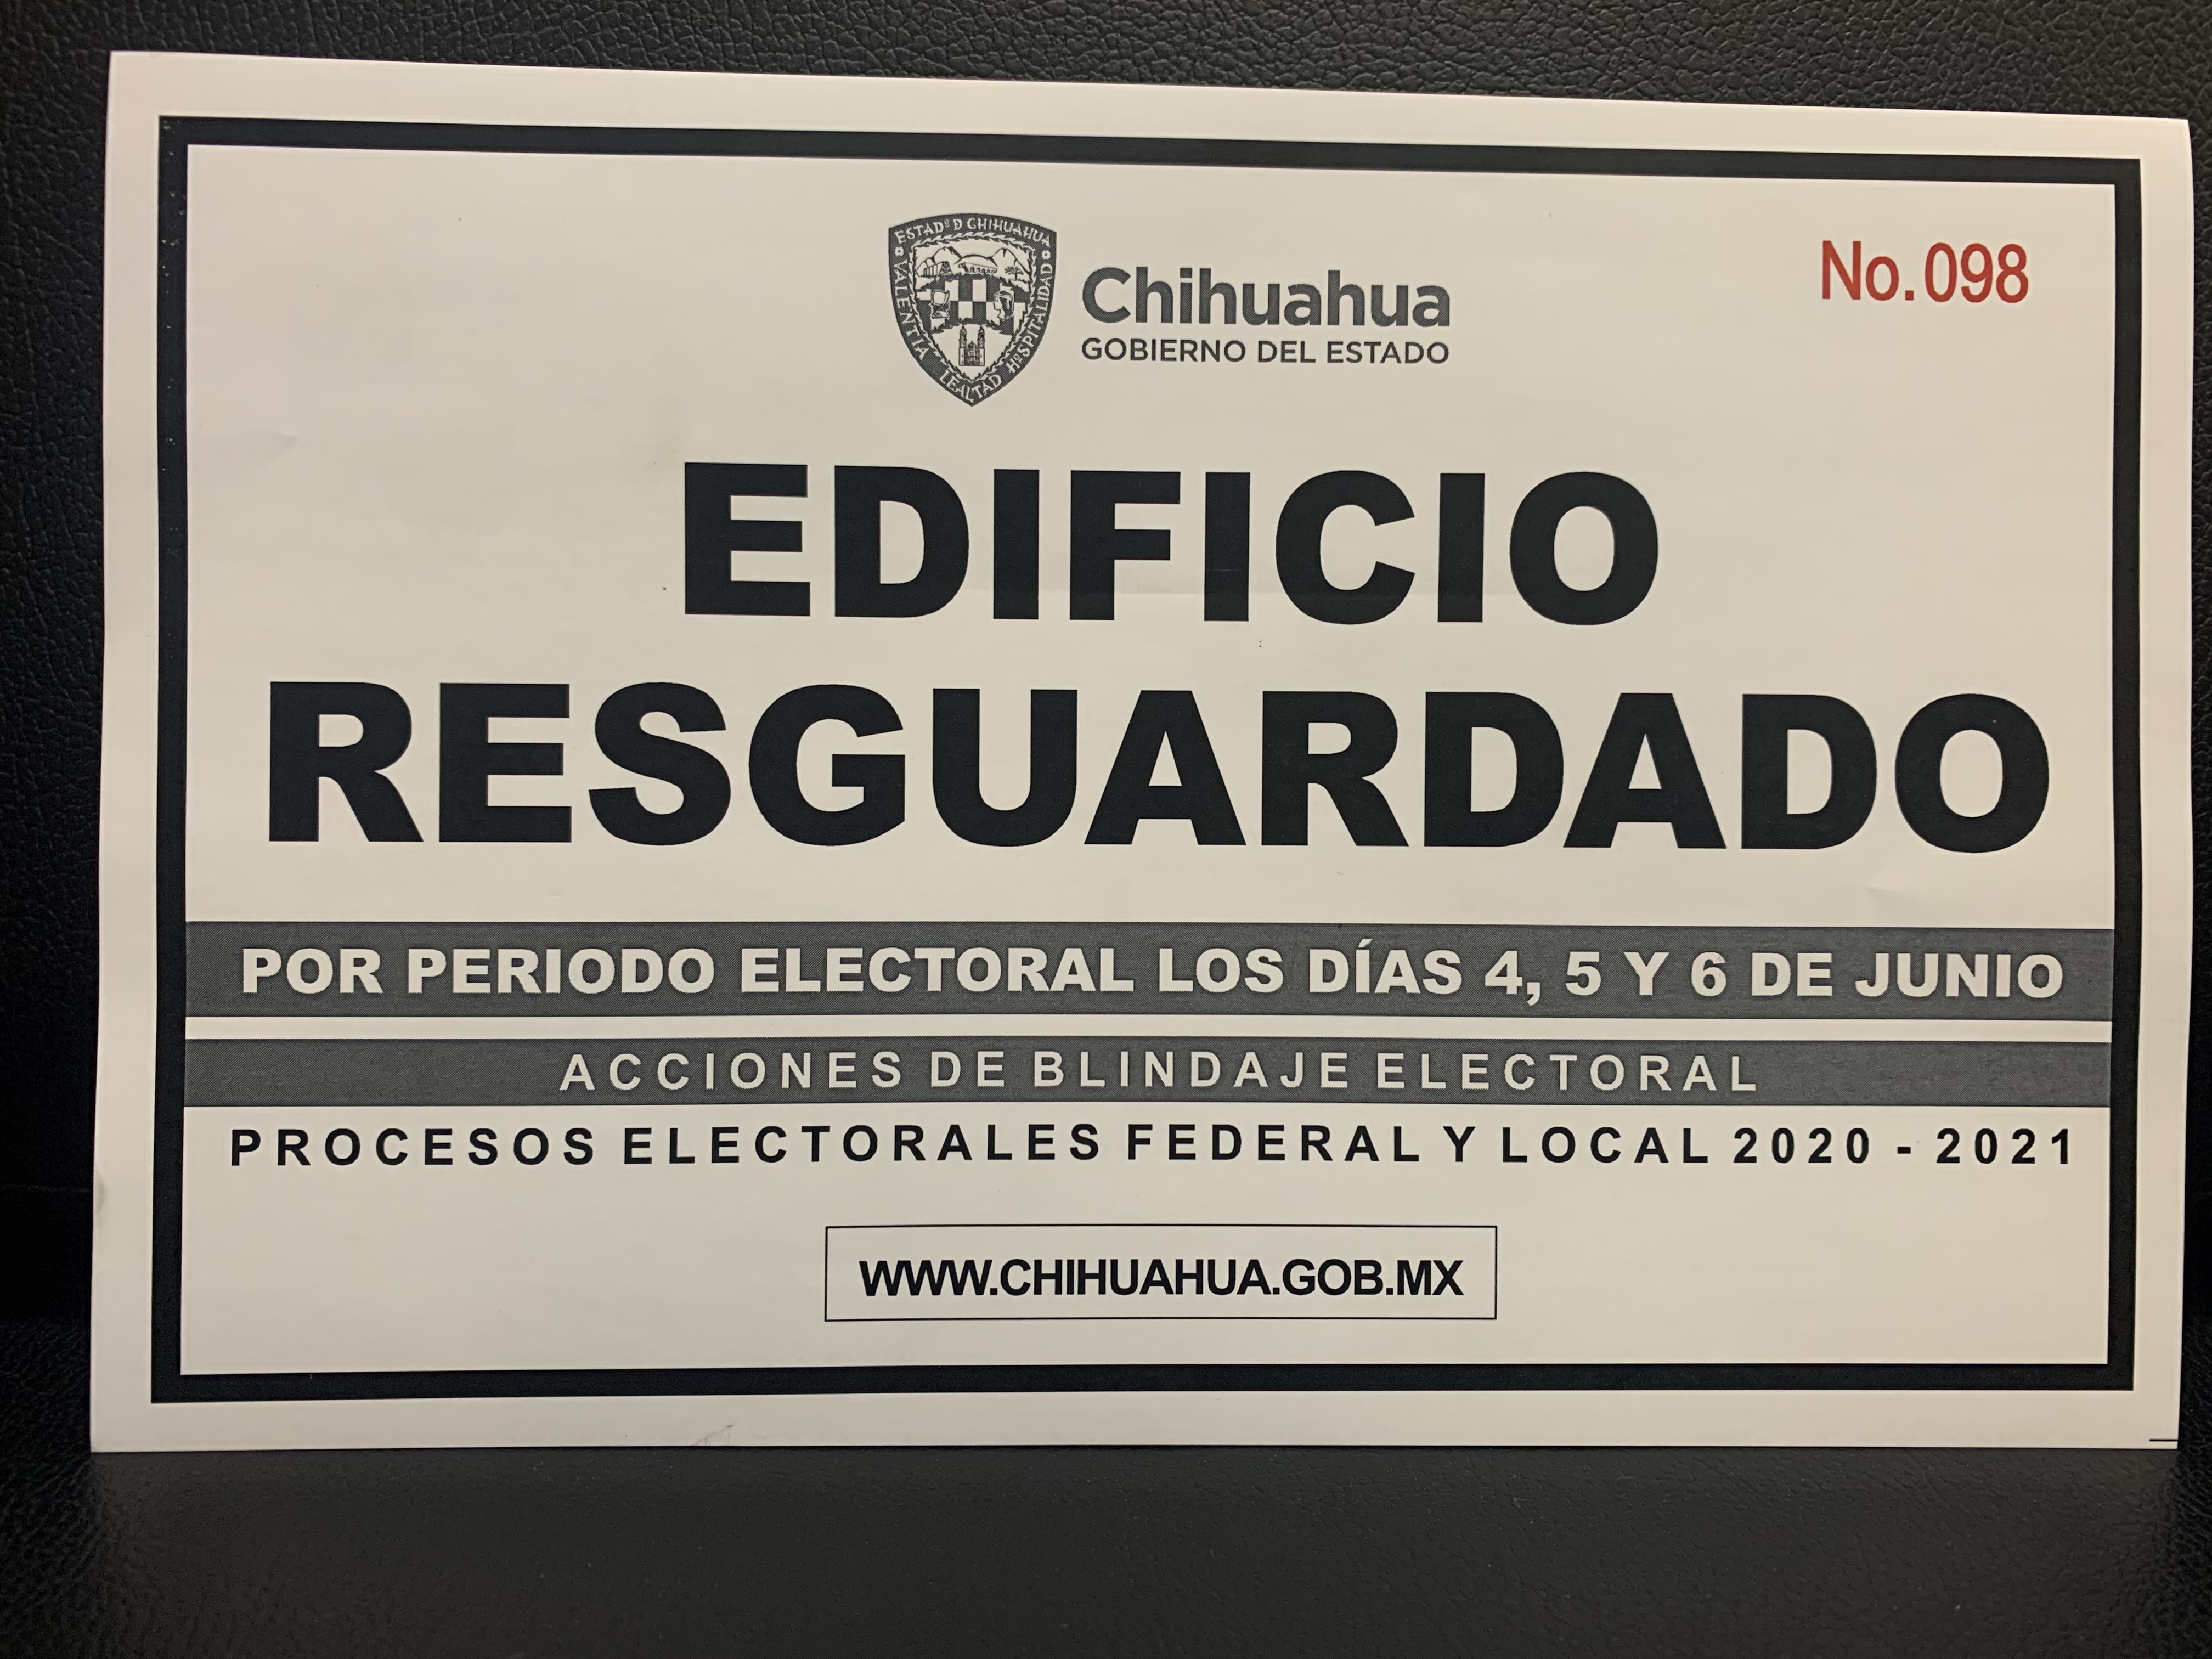 ESTADº D CHIHUAHUA
VALENTIA LEALTAD HºSPITALIDAD
Chihuahua
GOBIERNO DEL ESTADO
No.098
EDIFICIO
RESGUARDADO
POR PERIODO ELECTORAL LOS DÍAS 4, 5 Y 6 DE JUNIO
ACCIONES DE BLINDAJE ELECTORAL
PROCESOS ELECTORALES FEDERAL Y LOCAL 2020 - 2021
WWW.CHIHUAHUA.GOB.MX